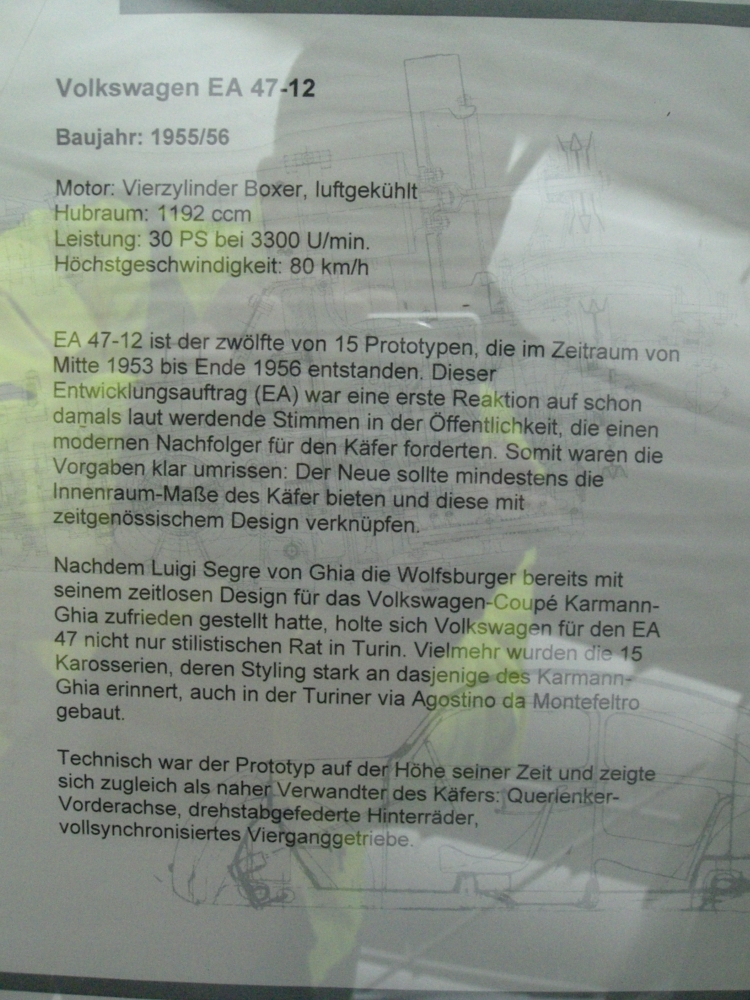 Volkswagen EA 47-12
Baujahr: 1955/56
Motor: Vierzylinder Boxer, luftgekühlt
Hubraum: 1192 ccm
Leistung: 30 PS bei 3300 U/min.
Höchstgeschwindigkeit: 80 km/h
EA 47-12 ist der zwölfte von 15 Prototypen, die im Zeitraum von
Mitte 1953 bis Ende 1956 entstanden. Dieser
Entwicklungsauftrag (EA) war eine erste Reaktion auf schon
damals laut werdende Stimmen in der Öffentlichkeit, die einen
modernen Nachfolger für den Käfer forderten. Somit waren die
Vorgaben klar umrissen: Der Neue sollte mindestens die
Innenraum-Maße des Käfer bieten und diese mit
zeitgenössischem Design verknüpfen.
Nachdem Luigi Segre von Ghia die Wolfsburger bereits mit
seinem zeitlosen Design für das Volkswagen-Coupé Karmann-
Ghia zufrieden gestellt hatte, holte sich Volkswagen für den EA
47 nicht nur stilistischen Rat in Turin. Vielmehr wurden die 15
Karosserien, deren Styling stark an dasjenige des Karmann-
Ghia erinnert, auch in der Turiner via Agostino da Montefeltro
gebaut.
Technisch war der Prototyp auf der Höhe seiner Zeit und zeigte
sich zugleich als naher Verwandter des Käfers: Querlenker-
Vorderachse, drehstabgefederte Hinterräder,
vollsynchronisiertes Vierganggetriebe.